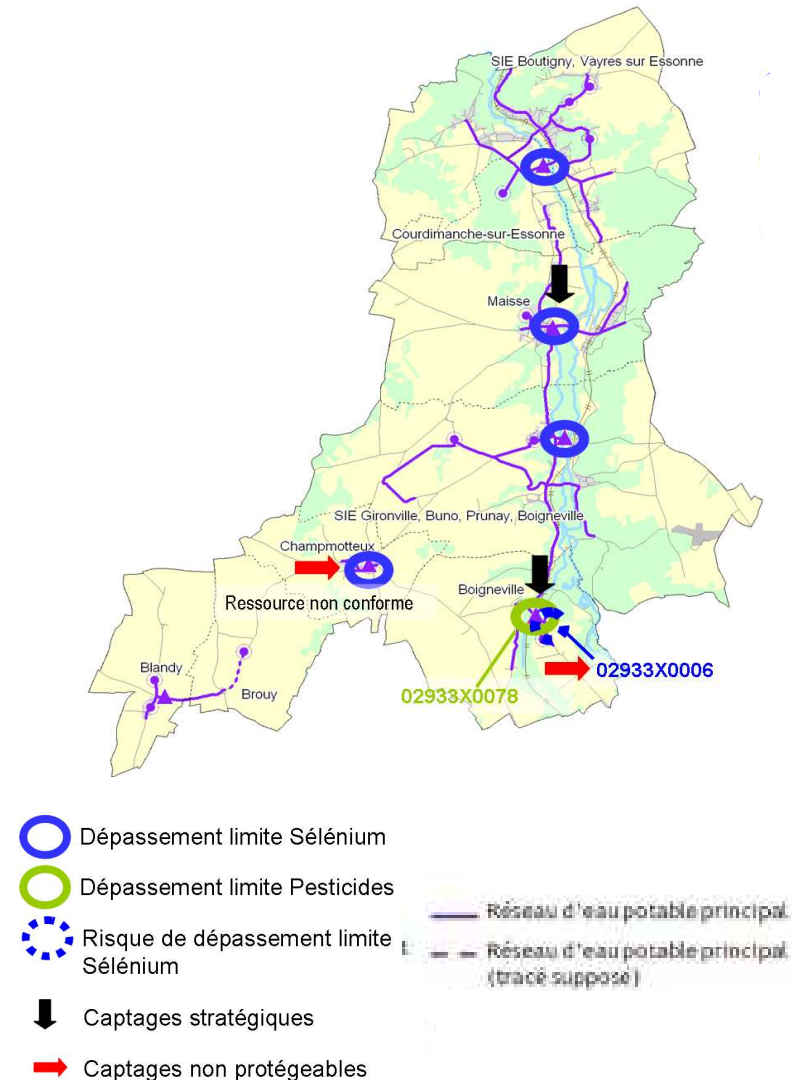 SIE Boutigny, Vayres sur Essonne
Courdimanche-sur-Essonne
Maisse
SIE Gironville, Buno, Prunay, Boigneville
Champmotteux
Ressource non conforme
Boigneville
02933X0006
02933X0078
Blandy
Brouy
Dépassement limite Sélénium
Dépassement limite Pesticides
Risque de dépassement limite
Sélénium
Captages stratégiques
Captages non protégeables
Réseau d'eau potable principal
Réseau d'eau potable principal
(tracé supposé)